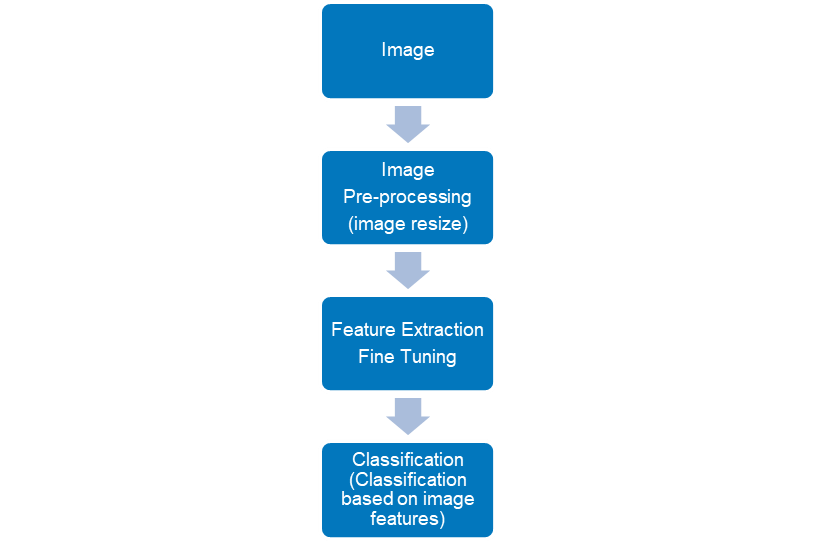 Image
Image
Pre-processing
(image resize)
Feature Extraction
Fine Tuning
Classification
(Classification
based on image
features)